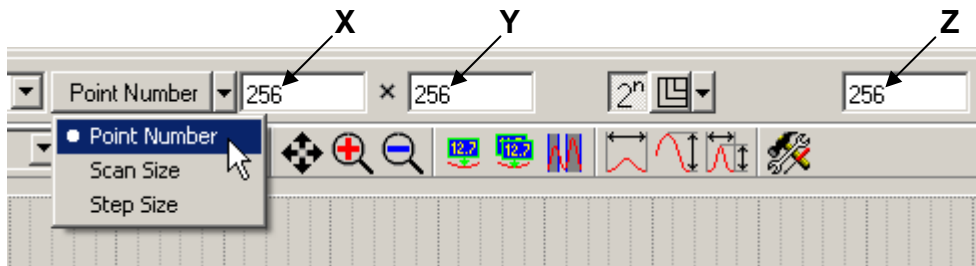 X Y Z
Point Number 256 × 256 2ⁿ 256
Point Number
12.7 12.7
Scan Size
Step Size